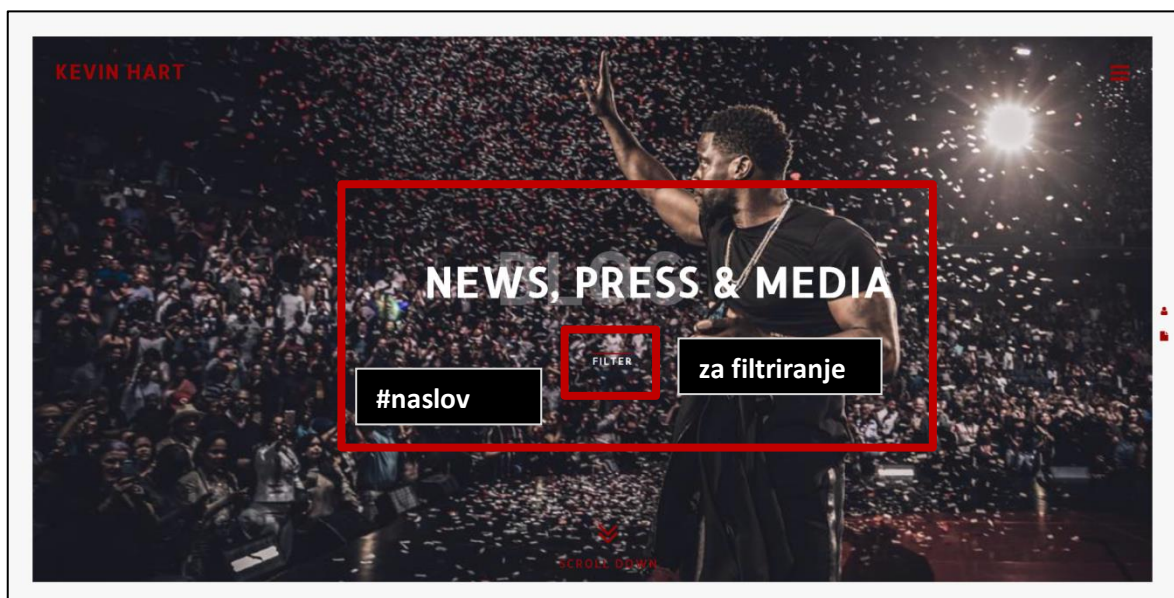 KEVIN HART
BLOG
NEWS, PRESS & MEDIA
FILTER
za filtriranje
#naslov
SCROLL DOWN